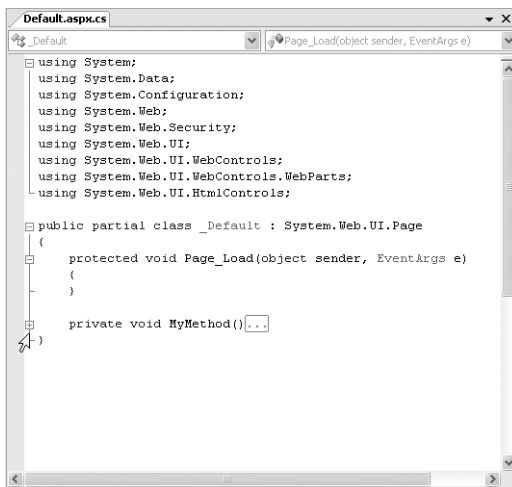 Default.aspx.cs
_Default
Page_Load(object sender, EventArgs e)
using System;
using System.Data;
using System.Configuration;
using System.Web;
using System.Web.Security;
using System.Web.UI;
using System.Web.UI.WebControls;
using System.Web.UI.WebControls.WebParts;
using System.Web.UI.HtmlControls;
public partial class _Default : System.Web.UI.Page
{
protected void Page_Load(object sender, EventArgs e)
{
}
private void MyMethod()...
}